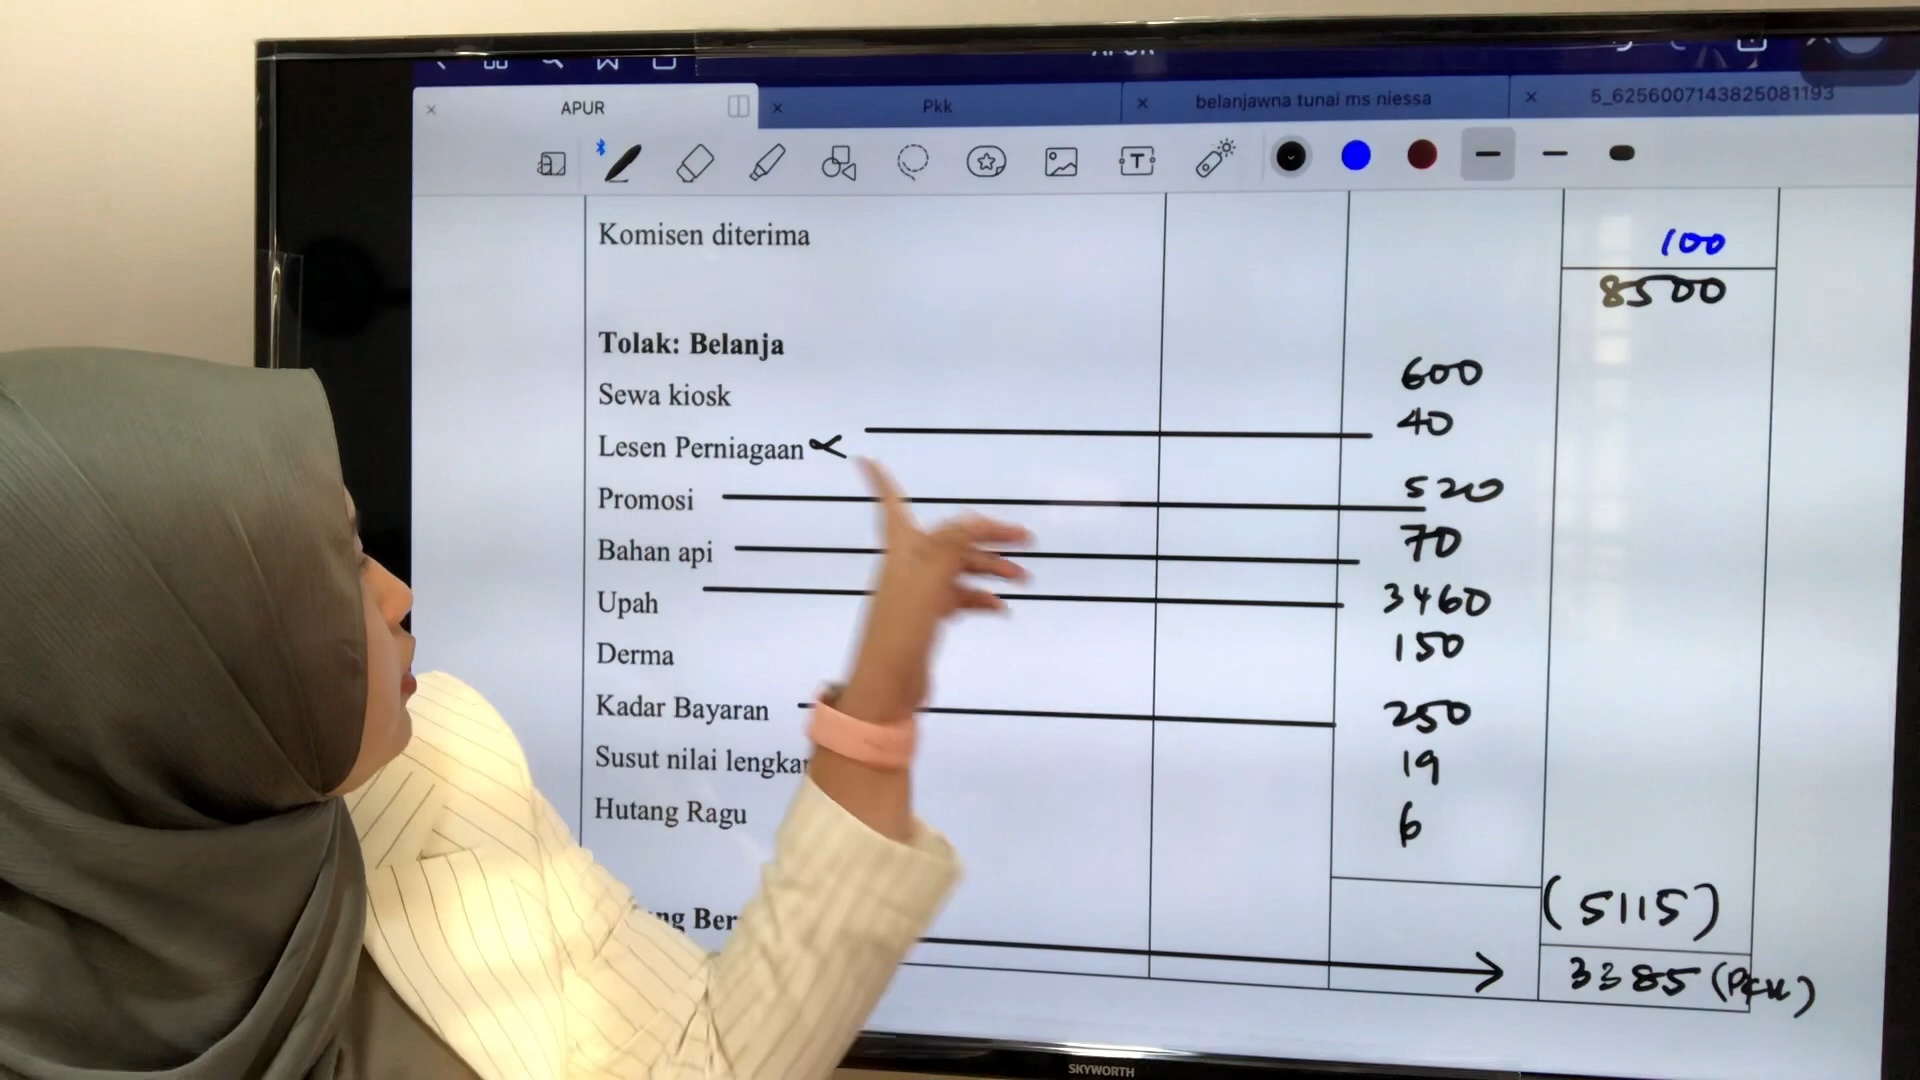 APUR
Pkk
belanjawna tunai ms niessa
5_6256007143825081193
Komisen diterima 100
8500
Tolak: Belanja
Sewa kiosk 600
Lesen Perniagaan 40
Promosi 520
Bahan api 70
Upah 3460
Derma 150
Kadar Bayaran 250
Susut nilai 19
Hutang Ragu 6
(5115)
3385
SKYWORTH